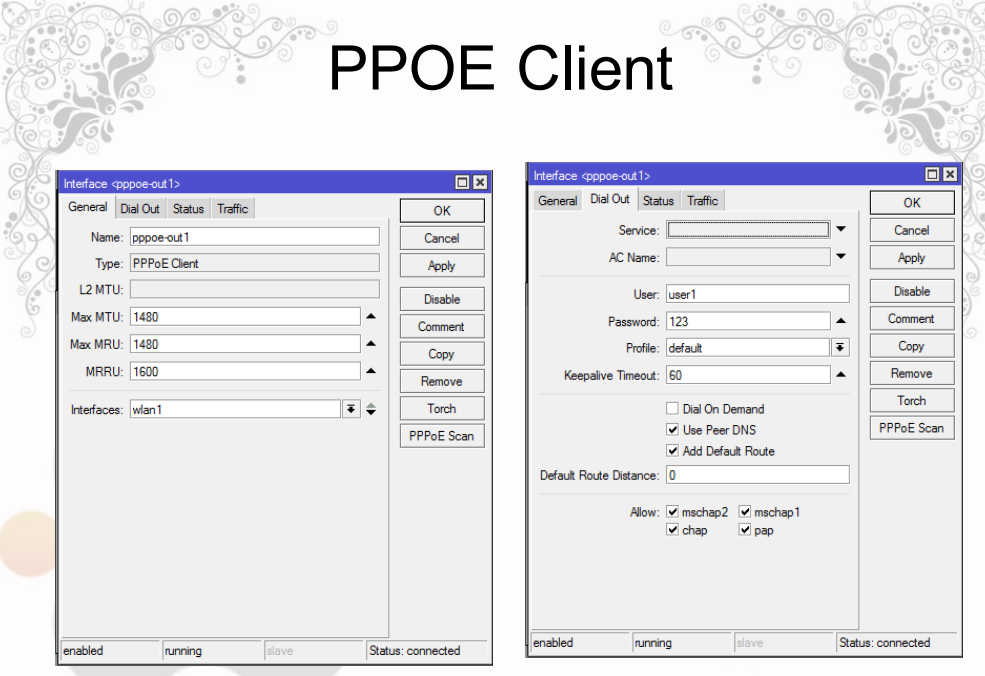 PPOE Client
Interface <pppoe-out1>
General Dial Out Status Traffic
Name: pppoe-out1
Type: PPPoE Client
L2 MTU:
Max MTU: 1480
Max MRU: 1480
MRRU: 1600
Interfaces: wlan1
OK
Cancel
Apply
Disable
Comment
Copy
Remove
Torch
PPPoE Scan
enabled running slave Status: connected
Interface <pppoe-out1>
General Dial Out Status Traffic
Service:
AC Name:
User: user1
Password: 123
Profile: default
Keepalive Timeout: 60
Dial On Demand
Use Peer DNS
Add Default Route
Default Route Distance: 0
Allow: mschap2 mschap1
chap pap
OK
Cancel
Apply
Disable
Comment
Copy
Remove
Torch
PPPoE Scan
enabled running slave Status: connected